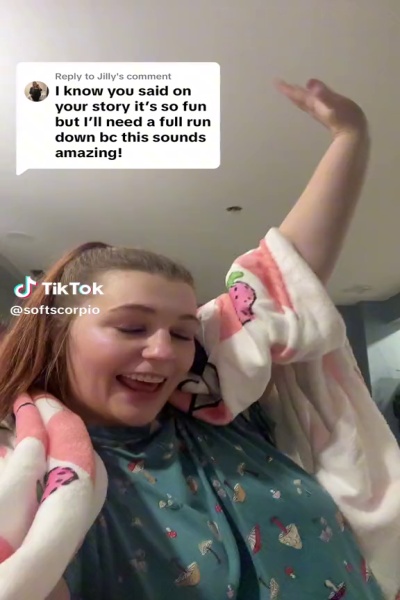 Reply to Jilly's comment
I know you said on
your story it's so fun
but I'll need a full run
down bc this sounds
amazing!
TikTok
@softscorpio